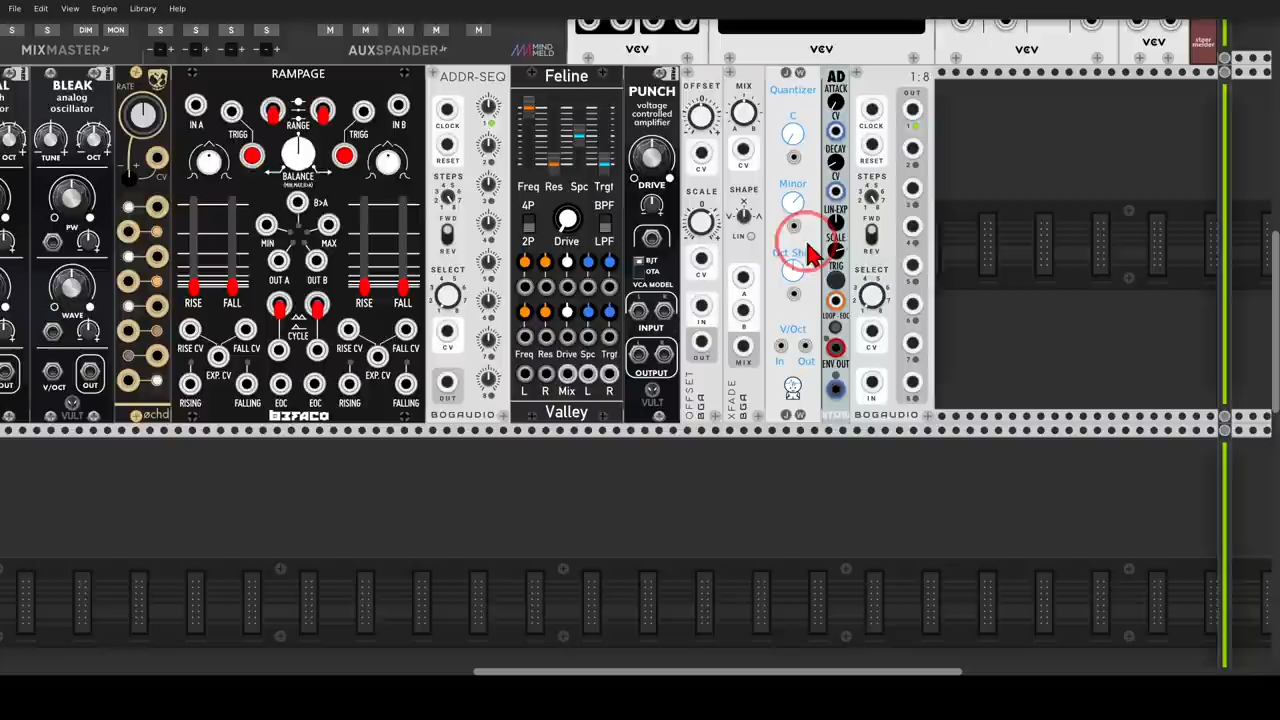 File Edit View Engine Library Help
S S DIM MON S S S S M M M M M
MIXMASTER Jr AUXSPANDER Jr MIND MELD VCV VCV VCV VCV
BLEAK
analog
oscillator
OCT TUNE
PW
WAVE
V/OCT OUT
VULT
RATE
CV
øchd
RAMPAGE
IN A IN B
TRIGG RANGE TRIGG
BALANCE
B>A
MIN MAX
OUT A OUT B
RISE FALL RISE FALL
CYCLE
RISE CV FALL CV RISE CV FALL CV
EXP. CV EXP. CV
RISING FALLING EOC EOC RISING FALLING
BEFACO
ADDR-SEQ
CLOCK
RESET
STEPS
FWD
REV
SELECT
CV
OUT
BOGAUDIO
Feline
Freq Res Spc Trgt
4P BPF
2P Drive LPF
Freq Res Drive Spc Trgt
L R Mix L R
Valley
PUNCH
voltage
controlled
amplifier
DRIVE
BJT
OTA
VCA MODEL
INPUT
OUTPUT
VULT
OFFSET
0
CV
SCALE
0
CV
IN
OUT
OFFSET BGA
MIX
A B
CV
SHAPE
LIN
A
B
MIX
XFADE BGA
Quantizer
C
Minor
V/Oct
In Out
AD
ATTACK
CV
DECAY
CV
LIN-EXP
SCALE
TRIG
LOOP-EOC
ENV OUT
1:8
OUT
CLOCK
RESET
STEPS
FWD
REV
SELECT
CV
IN
BOGAUDIO